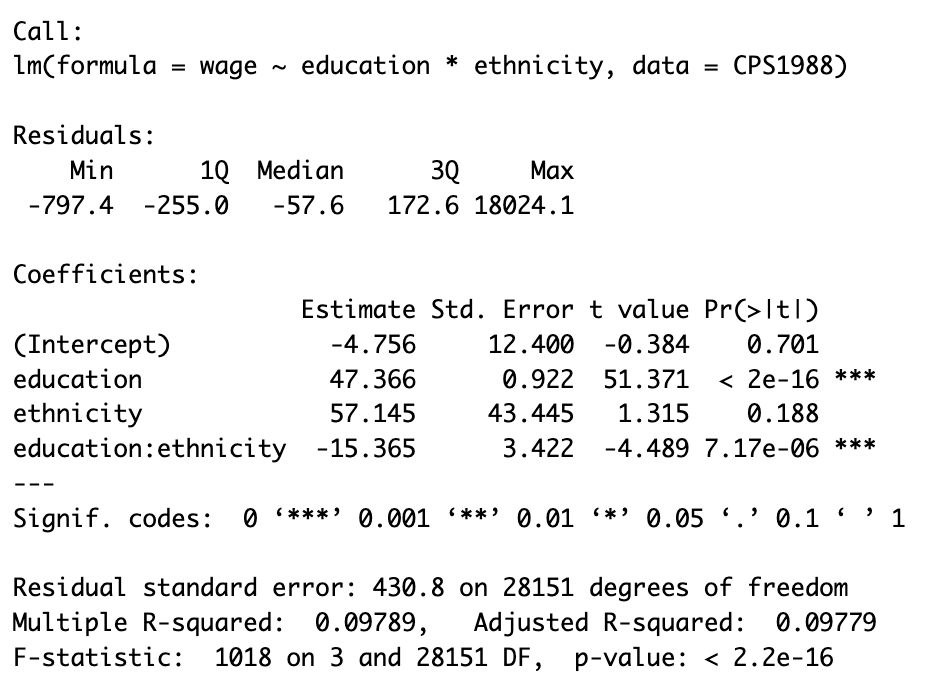 Call:
lm(formula = wage ~ education * ethnicity, data = CPS1988)
Residuals:
Min 1Q Median 3Q Max
-797.4 -255.0 -57.6 172.6 18024.1
Coefficients:
Estimate Std. Error t value Pr(>|t|)
(Intercept) -4.756 12.400 -0.384 0.701
education 47.366 0.922 51.371 < 2e-16 ***
ethnicity 57.145 43.445 1.315 0.188
education:ethnicity -15.365 3.422 -4.489 7.17e-06 ***
---
Signif. codes: 0 ‘***’ 0.001 ‘**’ 0.01 ‘*’ 0.05 ‘.’ 0.1 ‘ ’ 1
Residual standard error: 430.8 on 28151 degrees of freedom
Multiple R-squared: 0.09789, Adjusted R-squared: 0.09779
F-statistic: 1018 on 3 and 28151 DF, p-value: < 2.2e-16